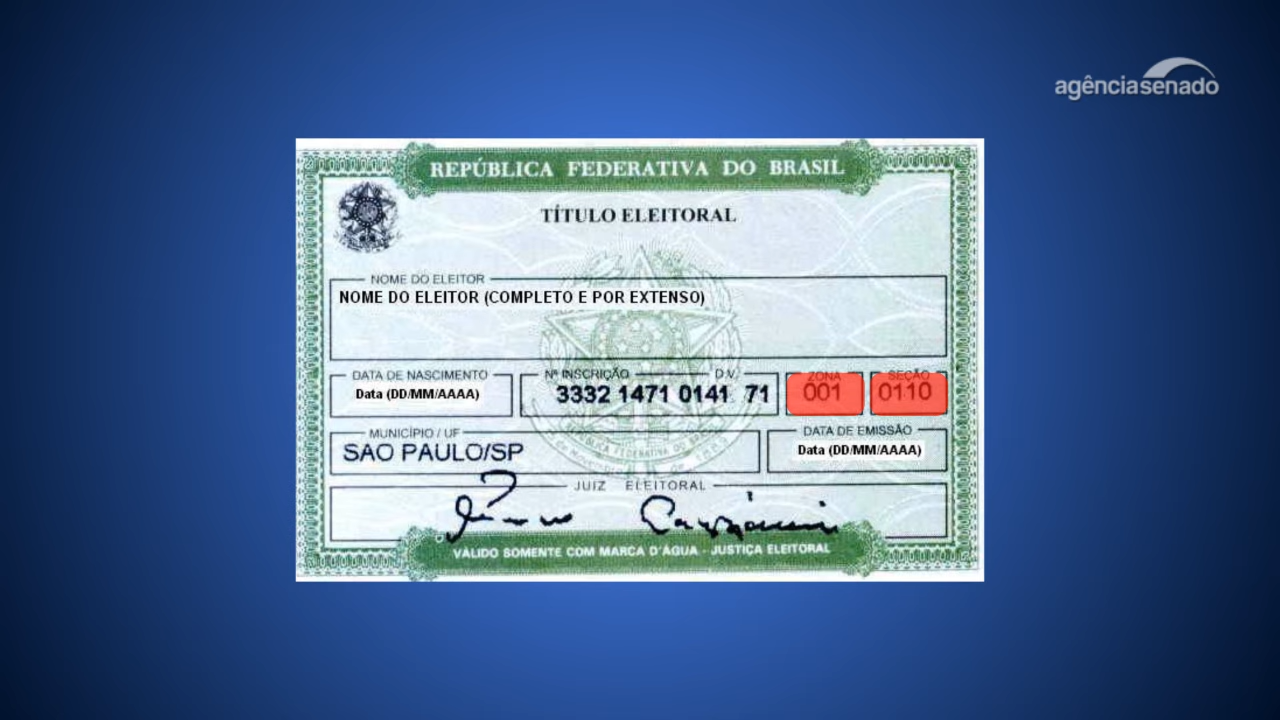 agênciasenado
REPÚBLICA FEDERATIVA DO BRASIL
TÍTULO ELEITORAL
NOME DO ELEITOR
NOME DO ELEITOR (COMPLETO E POR EXTENSO)
DATA DE NASCIMENTO
Data (DD/MM/AAAA)
Nº INSCRIÇÃO D.V.
3332 1471 0141 71
ZONA
001
SEÇÃO
0110
MUNICÍPIO / UF
SAO PAULO/SP
DATA DE EMISSÃO
Data (DD/MM/AAAA)
JUIZ ELEITORAL
VÁLIDO SOMENTE COM MARCA D'ÁGUA - JUSTIÇA ELEITORAL